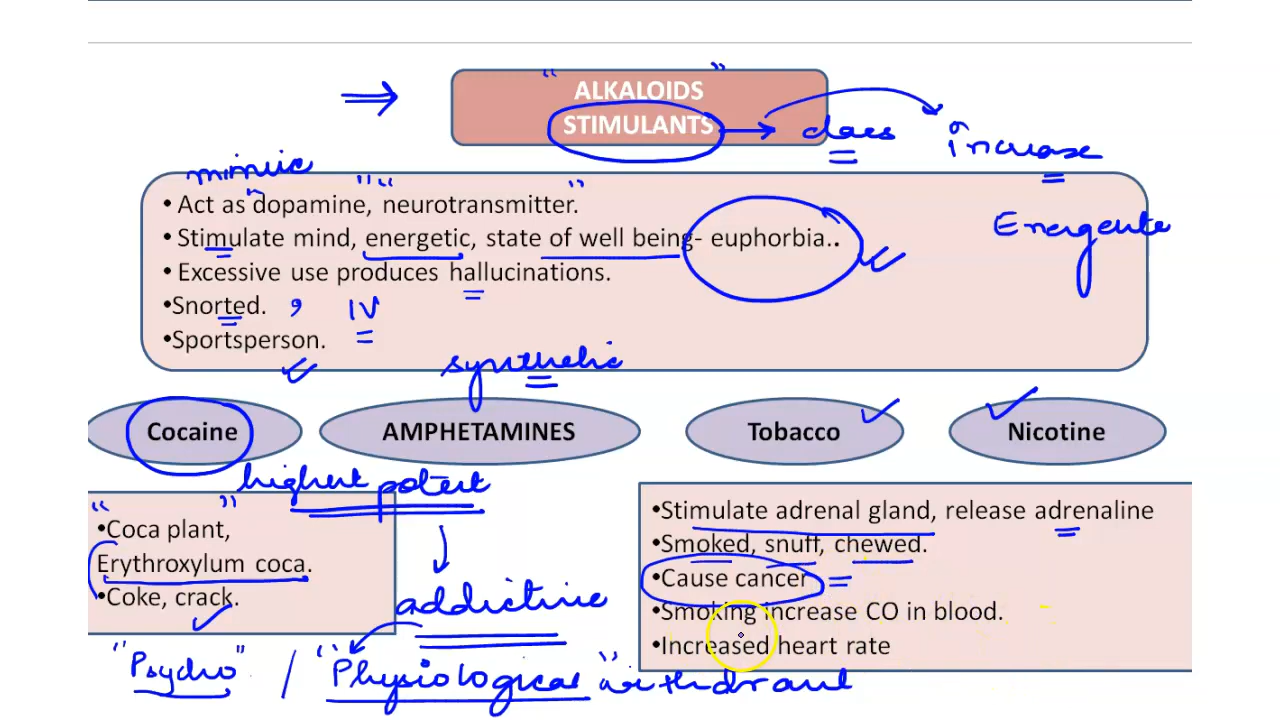 "ALKALOIDS"
STIMULANTS → does increase
mimic
• Act as "dopamine", "neurotransmitter".
• Stimulate mind, energetic, state of well being- euphorbia..
•Excessive use produces hallucinations.
•Snorted. , IV
•Sportsperson.
synthetic
Cocaine
AMPHETAMINES
Tobacco
Nicotine
highest potent
•Coca plant,
Erythroxylum coca.
•Coke, crack.
addictive
"Psycho" / "Physiological" withdrawl
•Stimulate adrenal gland, release adrenaline
•Smoked, snuff, chewed.
•Cause cancer
•Smoking increase CO in blood.
•Increased heart rate